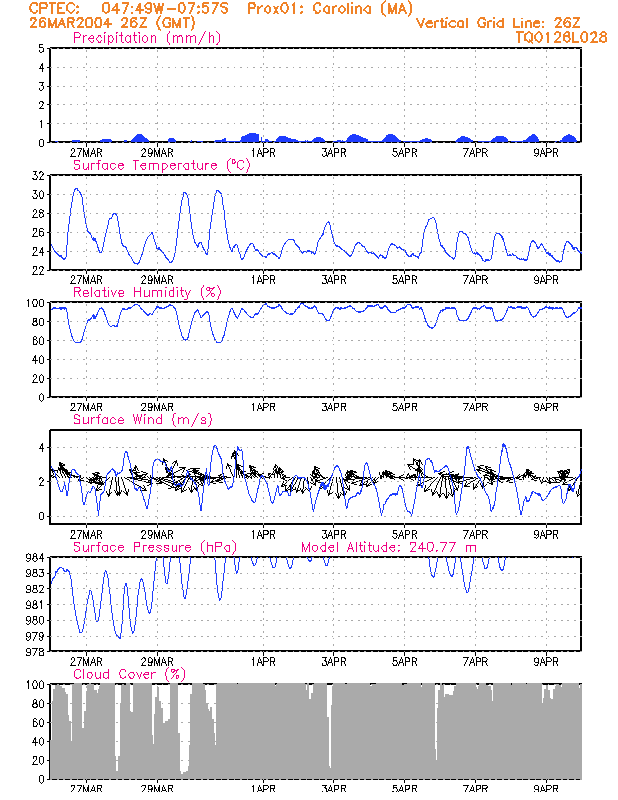 CPTEC: 047:49W-07:57S Prox01: Carolina (MA)
26MAR2004 26Z (GMT) Vertical Grid Line: 26Z
Precipitation (mm/h) TQ0126L028
5
4
3
2
1
0
27MAR 29MAR 1APR 3APR 5APR 7APR 9APR
Surface Temperature (°C)
32
30
28
26
24
22
27MAR 29MAR 1APR 3APR 5APR 7APR 9APR
Relative Humidity (%)
100
80
60
40
20
0
27MAR 29MAR 1APR 3APR 5APR 7APR 9APR
Surface Wind (m/s)
4
2
0
27MAR 29MAR 1APR 3APR 5APR 7APR 9APR
Surface Pressure (hPa) Model Altitude: 240.77 m
984
983
982
981
980
979
978
27MAR 29MAR 1APR 3APR 5APR 7APR 9APR
Cloud Cover (%)
100
80
60
40
20
0
27MAR 29MAR 1APR 3APR 5APR 7APR 9APR